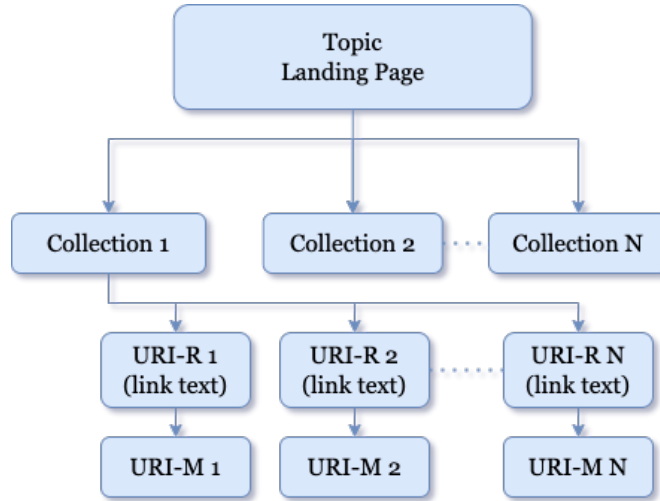 Topic
Landing Page
Collection 1
Collection 2
Collection N
URI-R 1
(link text)
URI-R 2
(link text)
URI-R N
(link text)
URI-M 1
URI-M 2
URI-M N